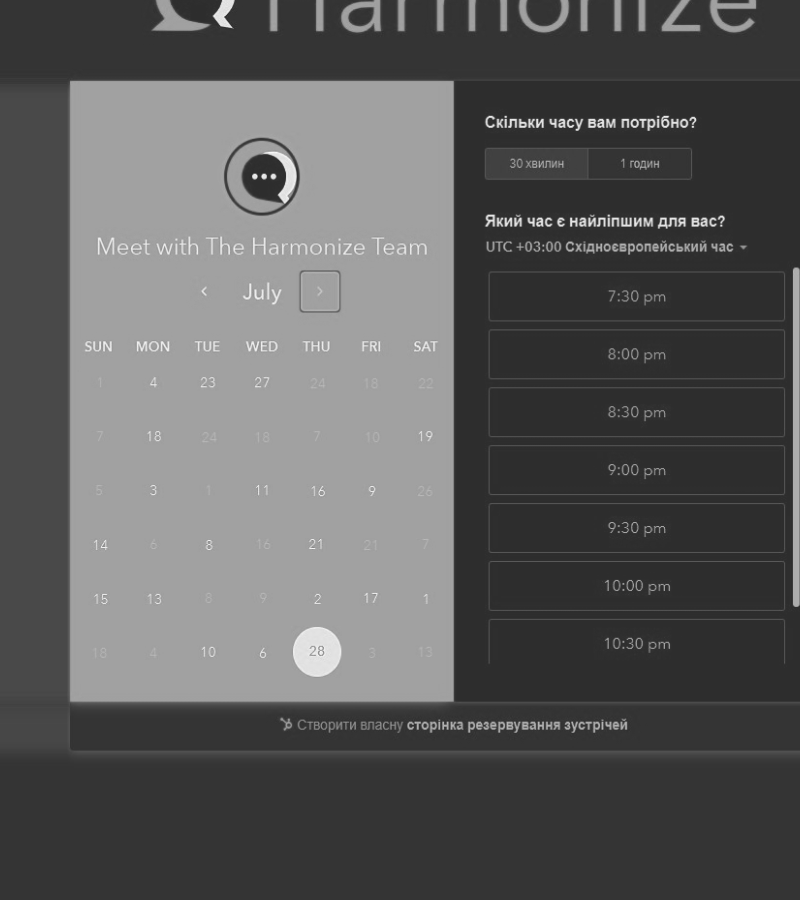 Harmonize
Meet with The Harmonize Team
July
SUN MON TUE WED THU FRI SAT
1 4 23 27 24 18 22
7 18 24 18 7 10 19
5 3 1 11 16 9 26
14 6 8 16 21 21 7
15 13 8 9 2 17 1
18 4 10 6 28 3 13
Скільки часу вам потрібно?
30 хвилин 1 годин
Який час є найліпшим для вас?
UTC +03:00 Східноєвропейський час
7:30 pm
8:00 pm
8:30 pm
9:00 pm
9:30 pm
10:00 pm
10:30 pm
Створити власну сторінка резервування зустрічей